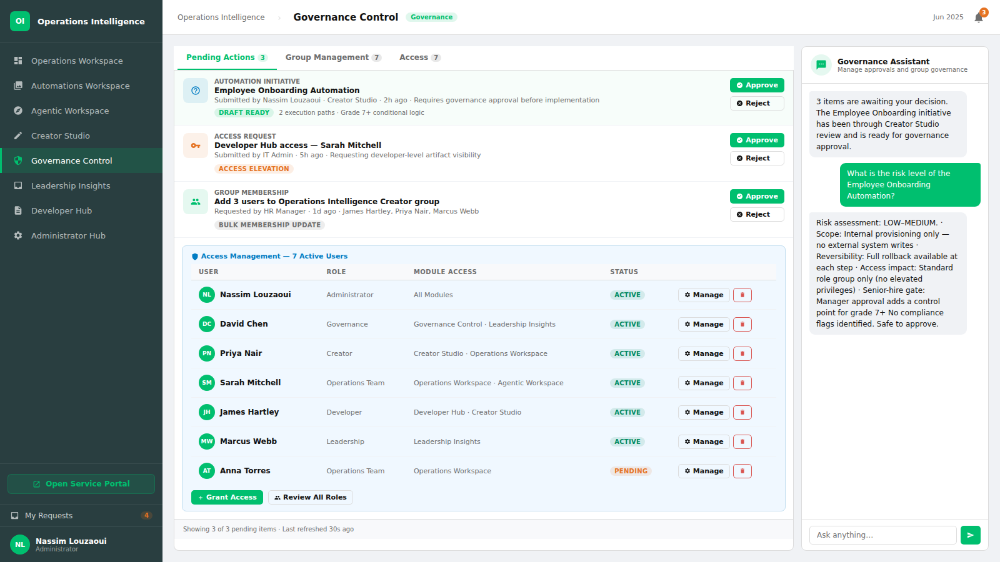 OI
Operations Intelligence
Operations Workspace
Automations Workspace
Agentic Workspace
Creator Studio
Governance Control
Leadership Insights
Developer Hub
Administrator Hub
Open Service Portal
My Requests 4
NL
Nassim Louzaoui
Administrator
Operations Intelligence › Governance Control Governance
Jun 2025 3
Pending Actions 3 Group Management 7 Access 7
AUTOMATION INITIATIVE
Employee Onboarding Automation
Submitted by Nassim Louzaoui · Creator Studio · 2h ago · Requires governance approval before implementation
DRAFT READY 2 execution paths · Grade 7+ conditional logic
Approve
Reject
ACCESS REQUEST
Developer Hub access — Sarah Mitchell
Submitted by IT Admin · 5h ago · Requesting developer-level artifact visibility
ACCESS ELEVATION
Approve
Reject
GROUP MEMBERSHIP
Add 3 users to Operations Intelligence Creator group
Requested by HR Manager · 1d ago · James Hartley, Priya Nair, Marcus Webb
BULK MEMBERSHIP UPDATE
Approve
Reject
Access Management — 7 Active Users
USER ROLE MODULE ACCESS STATUS
NL Nassim Louzaoui Administrator All Modules ACTIVE Manage
DC David Chen Governance Governance Control · Leadership Insights ACTIVE Manage
PN Priya Nair Creator Creator Studio · Operations Workspace ACTIVE Manage
SM Sarah Mitchell Operations Team Operations Workspace · Agentic Workspace ACTIVE Manage
JH James Hartley Developer Developer Hub · Creator Studio ACTIVE Manage
MW Marcus Webb Leadership Leadership Insights ACTIVE Manage
AT Anna Torres Operations Team Operations Workspace PENDING Manage
+ Grant Access Review All Roles
Showing 3 of 3 pending items · Last refreshed 30s ago
Governance Assistant
Manage approvals and group governance
3 items are awaiting your decision.
The Employee Onboarding initiative
has been through Creator Studio
review and is ready for governance
approval.
What is the risk level of the
Employee Onboarding
Automation?
Risk assessment: LOW–MEDIUM. ·
Scope: Internal provisioning only —
no external system writes ·
Reversibility: Full rollback available at
each step · Access impact: Standard
role group only (no elevated
privileges) · Senior-hire gate:
Manager approval adds a control
point for grade 7+ No compliance
flags identified. Safe to approve.
Ask anything…